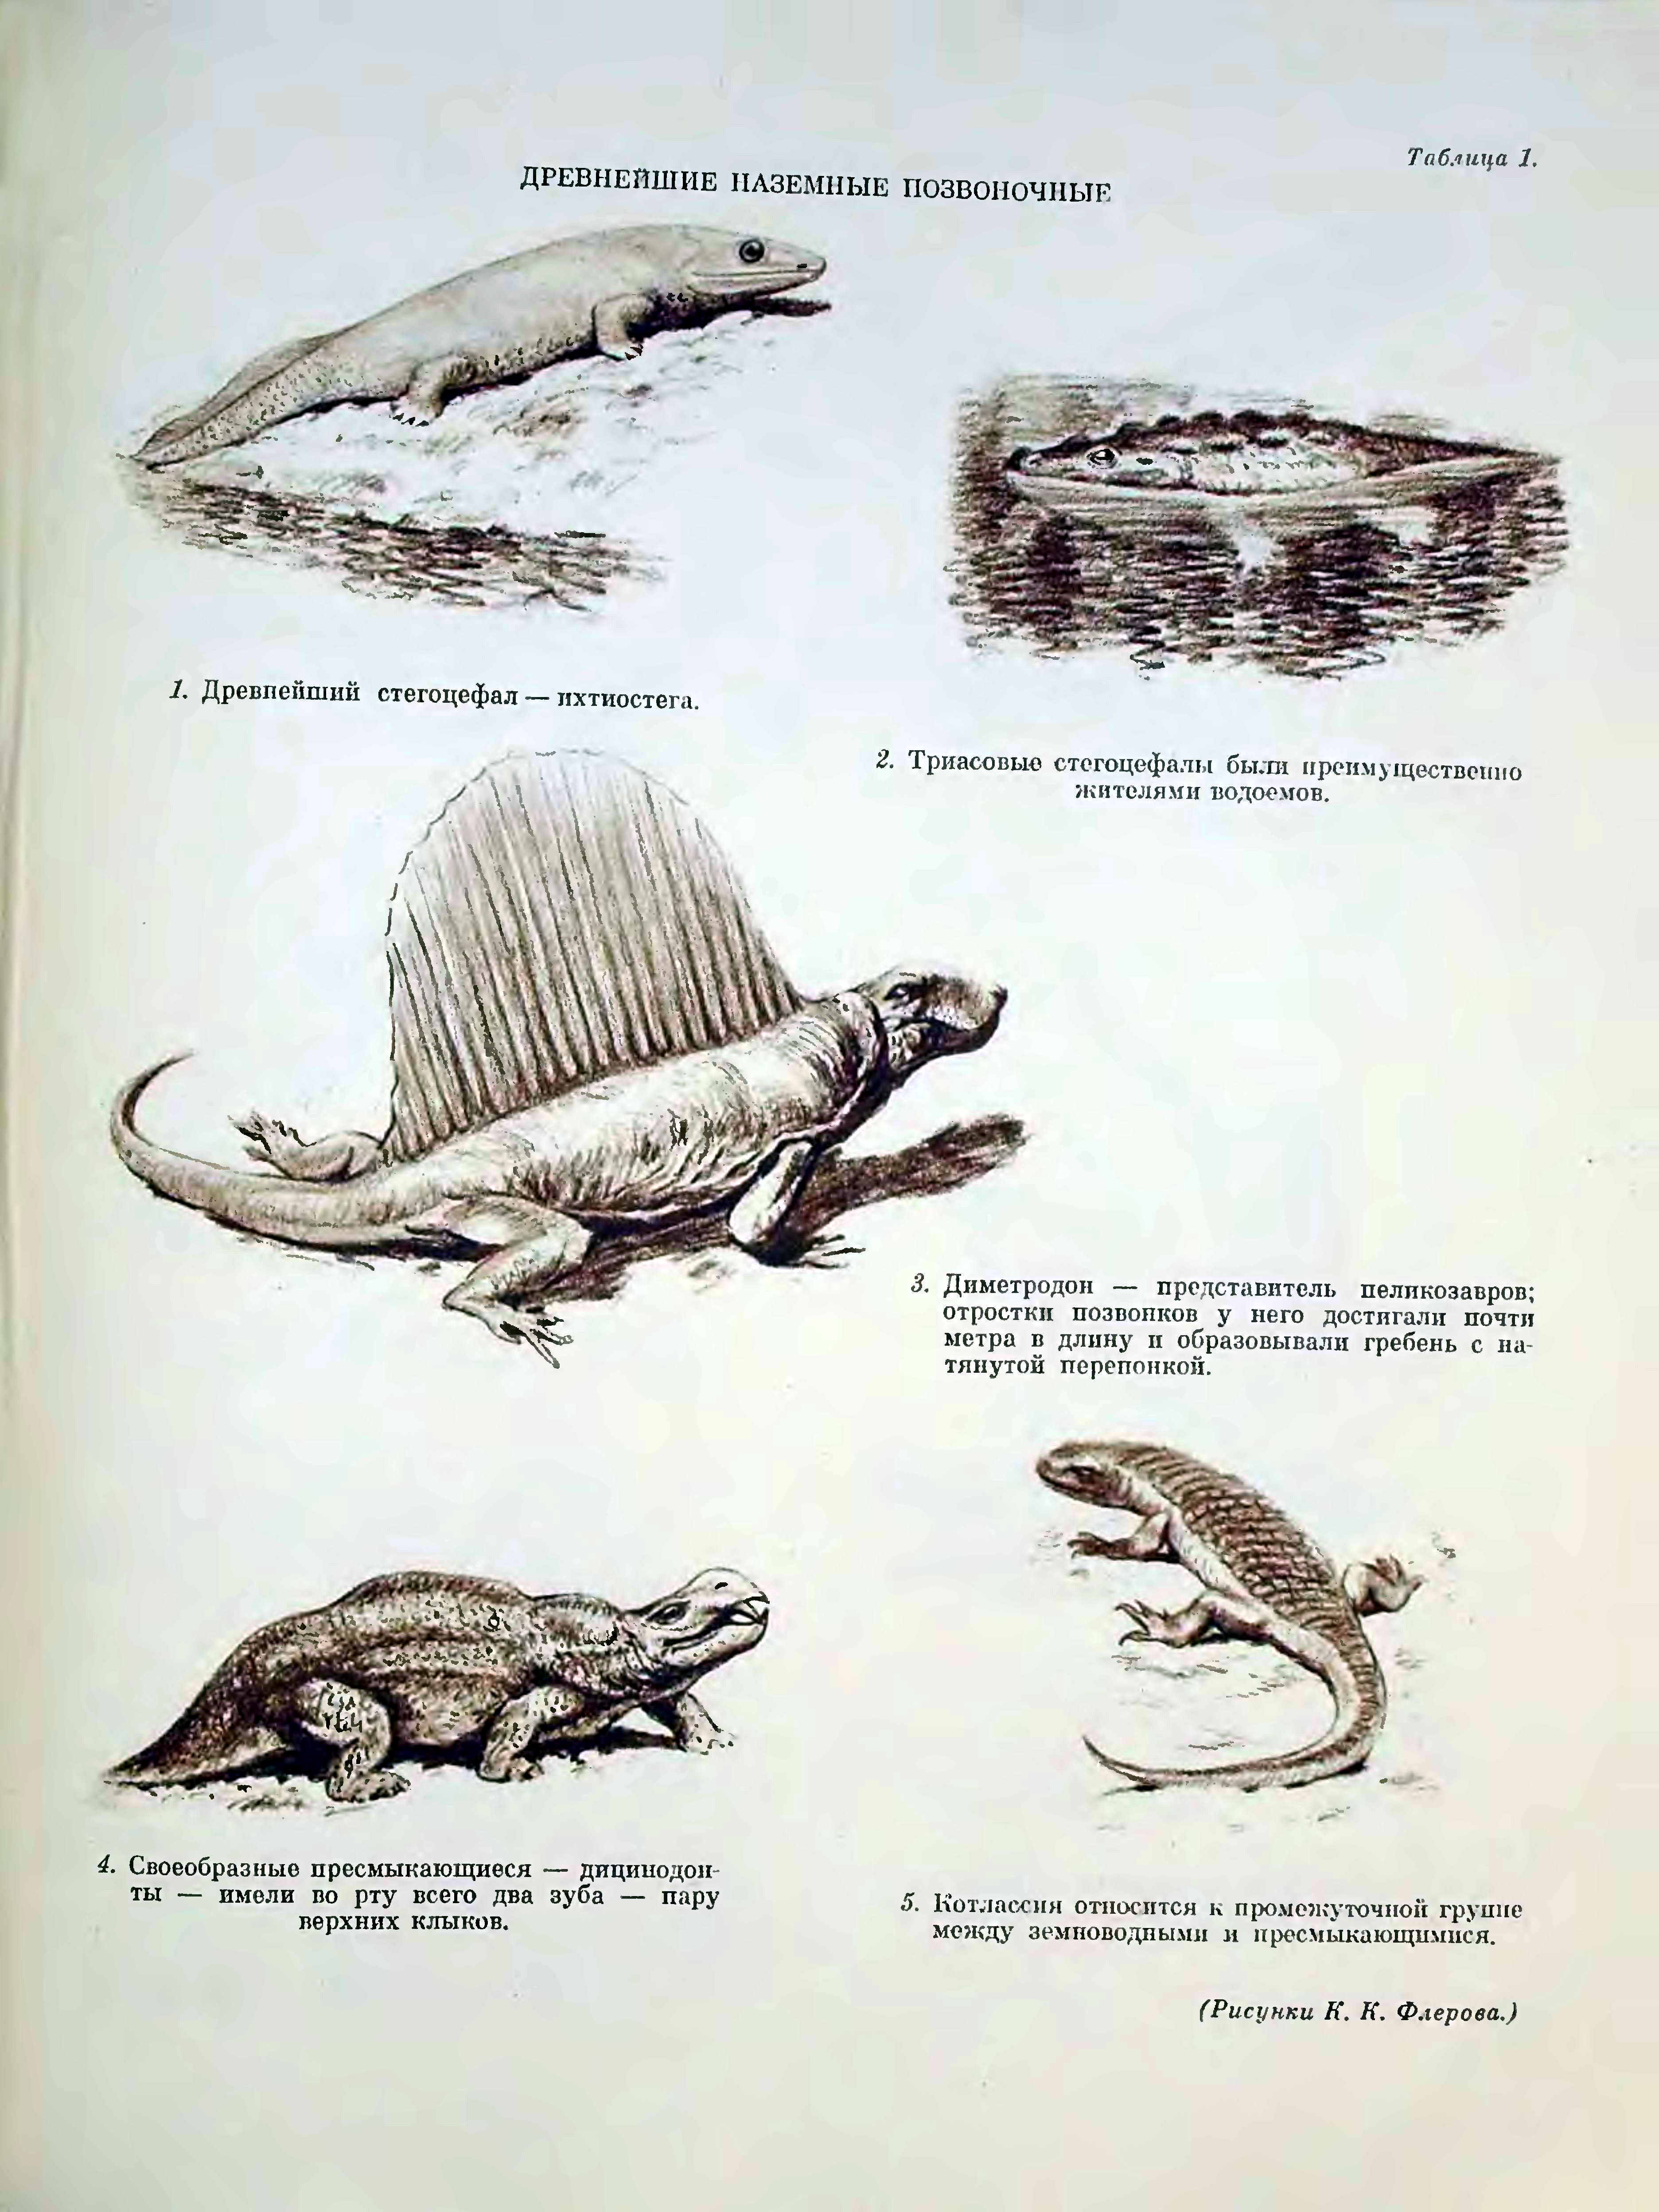 Таблица 1.
ДРЕВНЕЙШИЕ НАЗЕМНЫЕ ПОЗВОНОЧНЫЕ
1. Древнейший стегоцефал — ихтиостега.
2. Триасовые стегоцефалы были преимущественно
жителями водоемов.
3. Диметродон — представитель пеликозавров;
отростки позвонков у него достигали почти
метра в длину и образовывали гребень с на-
тянутой перепонкой.
4. Своеобразные пресмыкающиеся — дицинодон-
ты — имели во рту всего два зуба — пару
верхних клыков.
5. Котлассия относится к промежуточной группе
между земноводными и пресмыкающимися.
(Рисунки К. К. Флерова.)